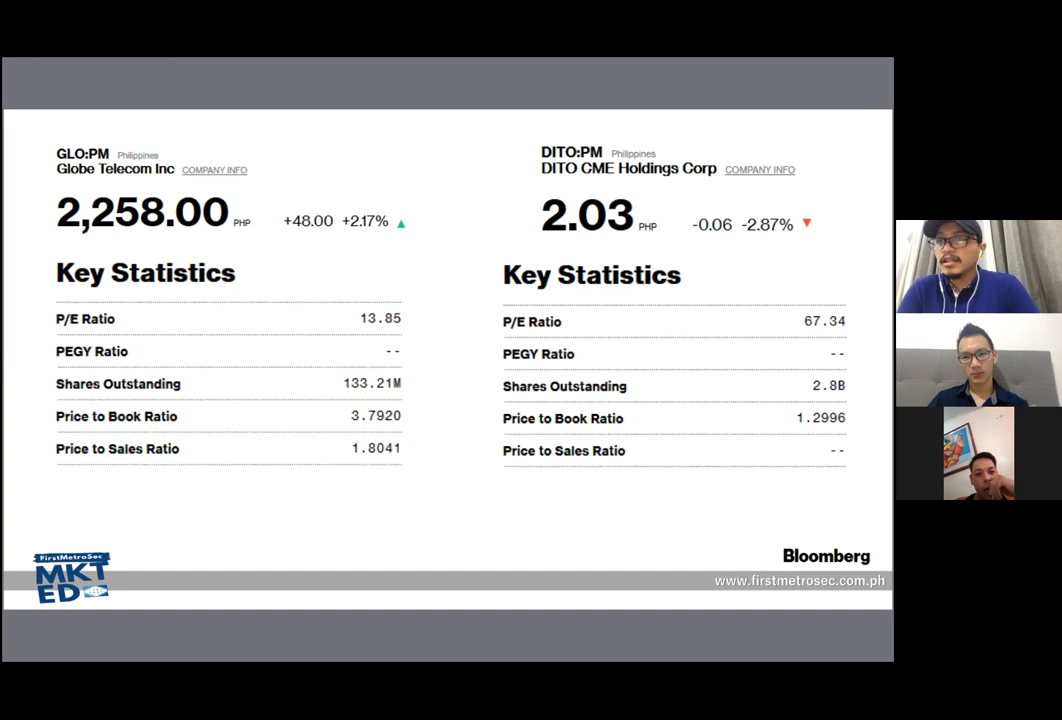 GLO:PM Philippines
Globe Telecom Inc COMPANY INFO
2,258.00 PHP +48.00 +2.17% ▲
Key Statistics
P/E Ratio 13.85
PEGY Ratio --
Shares Outstanding 133.21M
Price to Book Ratio 3.7920
Price to Sales Ratio 1.8041
DITO:PM Philippines
DITO CME Holdings Corp COMPANY INFO
2.03 PHP -0.06 -2.87% ▼
Key Statistics
P/E Ratio 67.34
PEGY Ratio --
Shares Outstanding 2.8B
Price to Book Ratio 1.2996
Price to Sales Ratio --
FirstMetroSec
MKT
ED
Bloomberg
www.firstmetrosec.com.ph